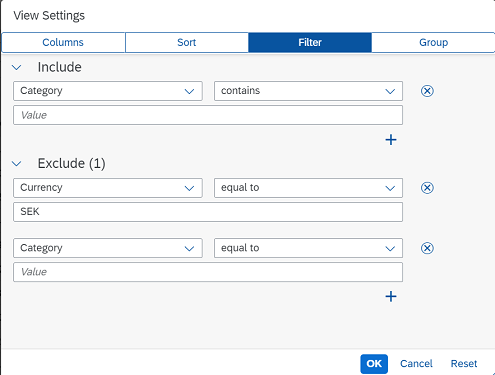 View Settings
Columns Sort Filter Group
Include
Category contains
Value
Exclude (1)
Currency equal to
SEK
Category equal to
Value
OK Cancel Reset